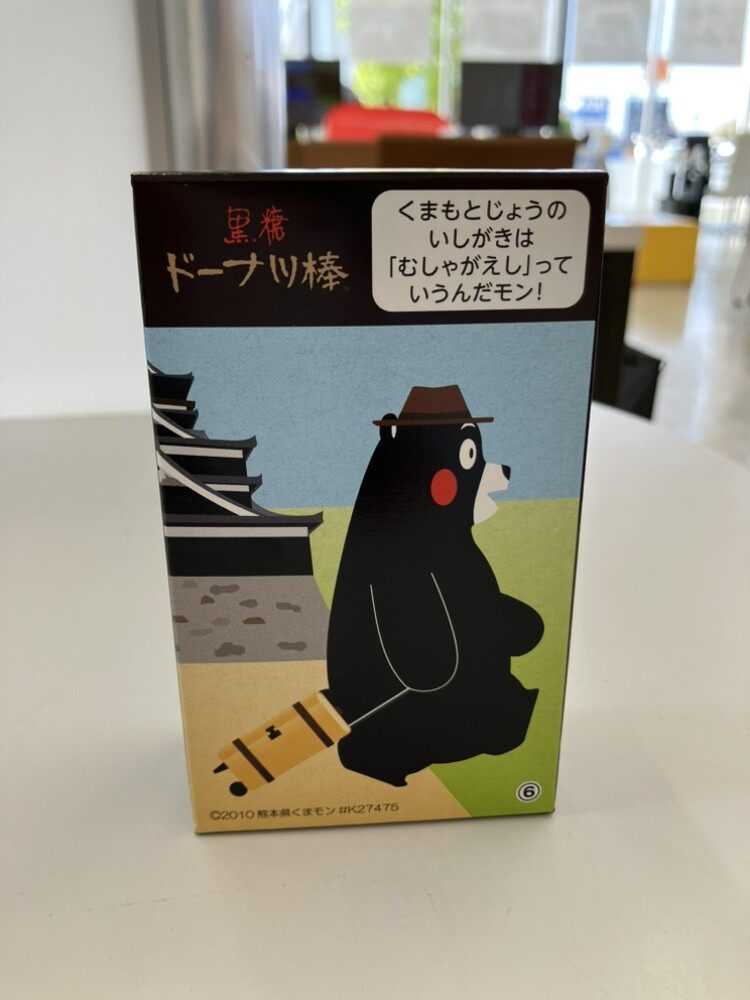 黒糖
ドーナツ棒
くまもとじょうの
いしがきは
「むしゃがえし」って
いうんだモン!
⑥
©2010 熊本県くまモン #K27475